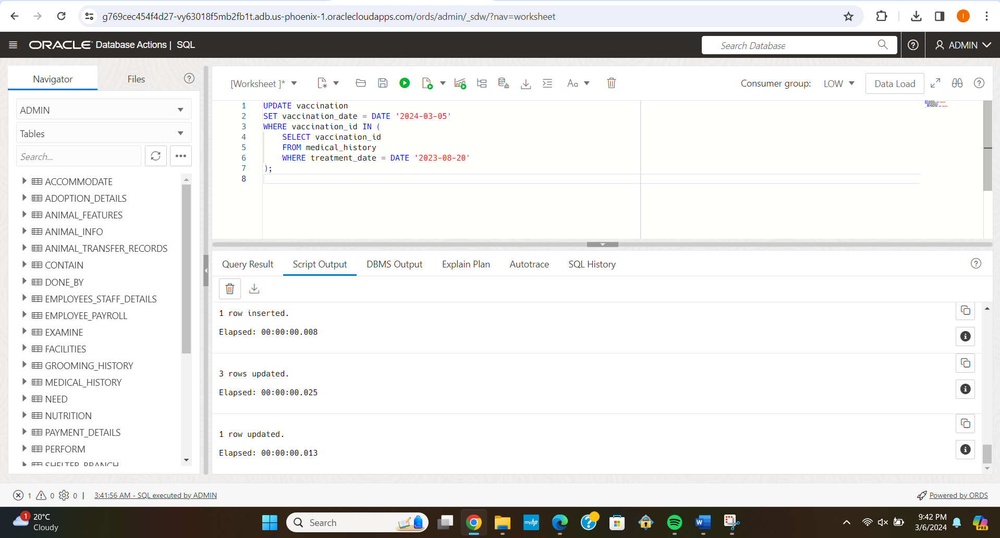 g769cec454f4d27-vy63018f5mb2fb1t.adb.us-phoenix-1.oraclecloudapps.com/ords/admin/_sdw/?nav=worksheet
I
ORACLE Database Actions | SQL
Search Database
ADMIN
Navigator
Files
[Worksheet ]*
Aa
Consumer group:
LOW
Data Load
ADMIN
Tables
Search...
ACCOMMODATE
ADOPTION_DETAILS
ANIMAL_FEATURES
ANIMAL_INFO
ANIMAL_TRANSFER_RECORDS
CONTAIN
DONE_BY
EMPLOYEES_STAFF_DETAILS
EMPLOYEE_PAYROLL
EXAMINE
FACILITIES
GROOMING_HISTORY
MEDICAL_HISTORY
NEED
NUTRITION
PAYMENT_DETAILS
PERFORM
SHELTER_BRANCH
1 UPDATE vaccination
2 SET vaccination_date = DATE '2024-03-05'
3 WHERE vaccination_id IN (
4 SELECT vaccination_id
5 FROM medical_history
6 WHERE treatment_date = DATE '2023-08-20'
7 );
8
Query Result
Script Output
DBMS Output
Explain Plan
Autotrace
SQL History
1 row inserted.
Elapsed: 00:00:00.008
3 rows updated.
Elapsed: 00:00:00.025
1 row updated.
Elapsed: 00:00:00.013
1 0 0 | 3:41:56 AM - SQL executed by ADMIN
Powered by ORDS
1
20°C
Cloudy
Search
myhp
W
PRE
9:42 PM
3/6/2024